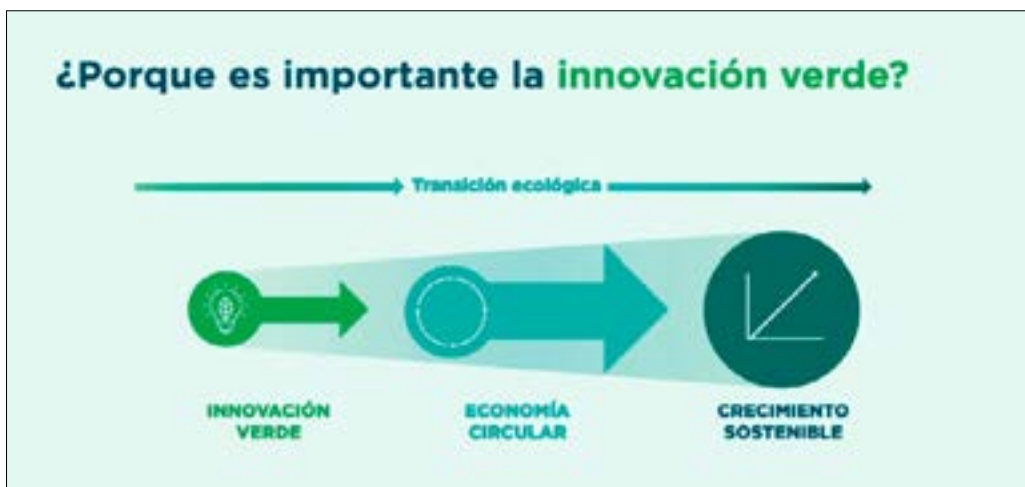 ¿Porque es importante la innovación verde?
Transición ecológica
INNOVACIÓN
VERDE
ECONOMÍA
CIRCULAR
CRECIMIENTO
SOSTENIBLE